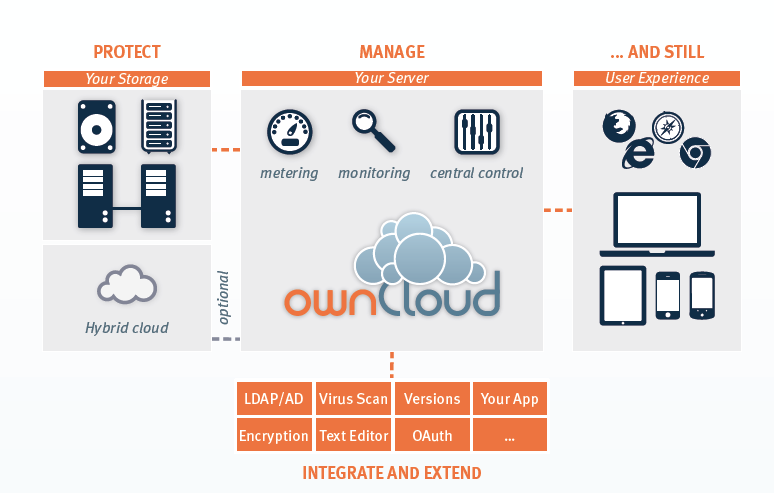 PROTECT
Your Storage
Hybrid cloud
optional
MANAGE
Your Server
metering
monitoring
central control
ownCloud
... AND STILL
User Experience
LDAP/AD
Virus Scan
Versions
Your App
Encryption
Text Editor
OAuth
...
INTEGRATE AND EXTEND